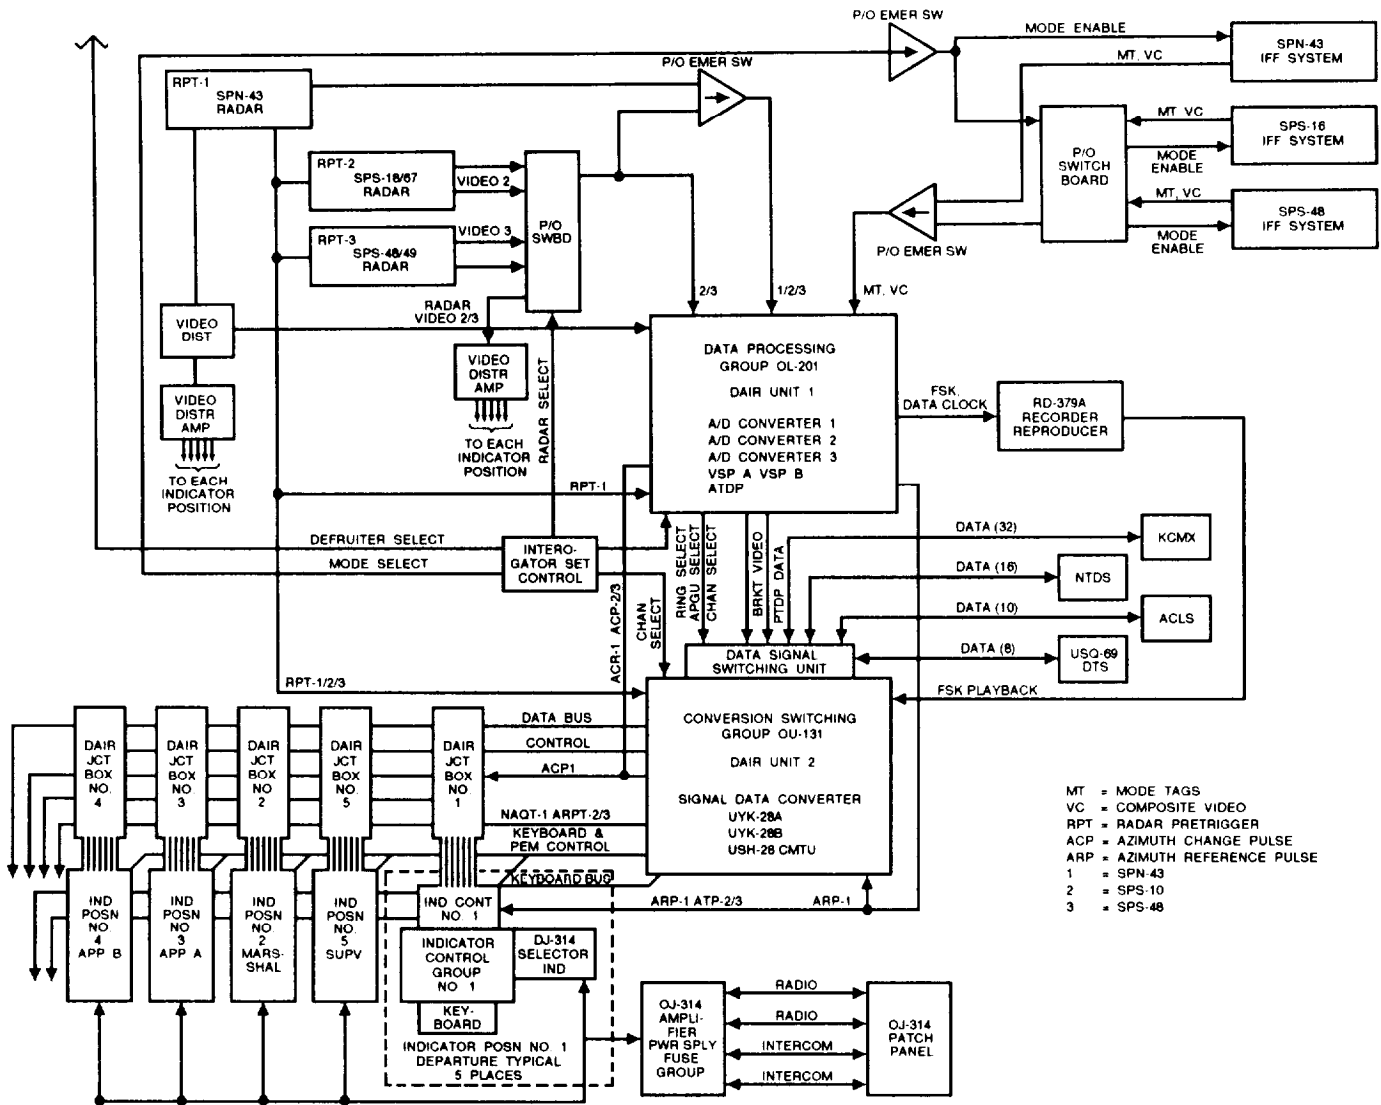 P/O EMER SW
MODE ENABLE
SPN-43
IFF SYSTEM
MT, VC
P/O EMER SW
RPT-1
SPN-43
RADAR
MT VC
SPS-16
IFF SYSTEM
MODE
ENABLE
P/O
SWITCH
BOARD
RPT-2
SPS-18/67
RADAR
VIDEO 2
P/O
SWBD
MT, VC
SPS-48
IFF SYSTEM
MODE
ENABLE
RPT-3
SPS-48/49
RADAR
VIDEO 3
P/O EMER SW
2/3
1/2/3
MT, VC
RADAR
VIDEO 2/3
VIDEO
DIST
VIDEO
DISTR
AMP
RADAR SELECT
DATA PROCESSING
GROUP OL-201
DAIR UNIT 1
A/D CONVERTER 1
A/D CONVERTER 2
A/D CONVERTER 3
VSP A VSP B
ATDP
FSK,
DATA CLOCK
RD-379A
RECORDER
REPRODUCER
VIDEO
DISTR
AMP
TO EACH
INDICATOR
POSITION
TO EACH
INDICATOR
POSITION
RPT-1
DEFRUITER SELECT
MODE SELECT
INTERO-
GATOR SET
CONTROL
ACR-1 ACP-2/3
CHAN
SELECT
RING SELECT
APGU SELECT
CHAN SELECT
BRKT VIDEO
PTDP DATA
DATA (32)
KCMX
DATA (16)
NTDS
DATA (10)
ACLS
DATA (8)
USQ-69
DTS
DATA SIGNAL
SWITCHING UNIT
FSK PLAYBACK
RPT-1/2/3
CONVERSION SWITCHING
GROUP OU-131
DAIR UNIT 2
SIGNAL DATA CONVERTER
UYK-28A
UYK-28B
USH-28 CMTU
DAIR
JCT
BOX
NO.
4
DAIR
JCT
BOX
NO.
3
DAIR
JCT
BOX
NO.
2
DAIR
JCT
BOX
NO.
5
DAIR
JCT
BOX
NO.
1
DATA BUS
CONTROL
ACP1
NAQT-1 ARPT-2/3
KEYBOARD &
PEM CONTROL
KEYBOARD BUS
ARP-1 ATP-2/3
ARP-1
MT = MODE TAGS
VC = COMPOSITE VIDEO
RPT = RADAR PRETRIGGER
ACP = AZIMUTH CHANGE PULSE
ARP = AZIMUTH REFERENCE PULSE
1 = SPN-43
2 = SPS-10
3 = SPS-48
IND
POSN
NO.
4
APP B
IND
POSN
NO.
3
APP A
IND
POSN
NO.
2
MARS-
SHAL
IND
POSN
NO.
5
SUPV
IND CONT
NO. 1
INDICATOR
CONTROL
GROUP
NO 1
DJ-314
SELECTOR
IND
KEY-
BOARD
INDICATOR POSN NO. 1
DEPARTURE TYPICAL
5 PLACES
OJ-314
AMPLI-
FIER
PWR SPLY
FUSE
GROUP
RADIO
RADIO
INTERCOM
INTERCOM
OJ-314
PATCH
PANEL